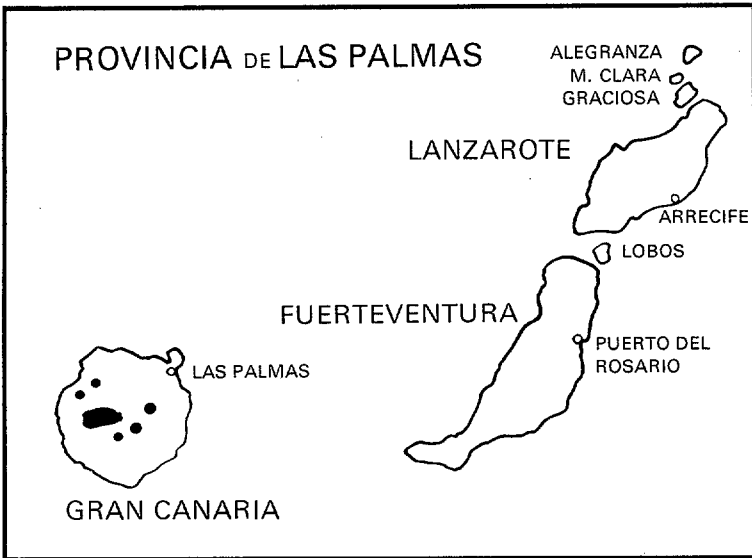 PROVINCIA DE LAS PALMAS
ALEGRANZA
M. CLARA
GRACIOSA
LANZAROTE
ARRECIFE
LOBOS
FUERTEVENTURA
PUERTO DEL
ROSARIO
LAS PALMAS
GRAN CANARIA